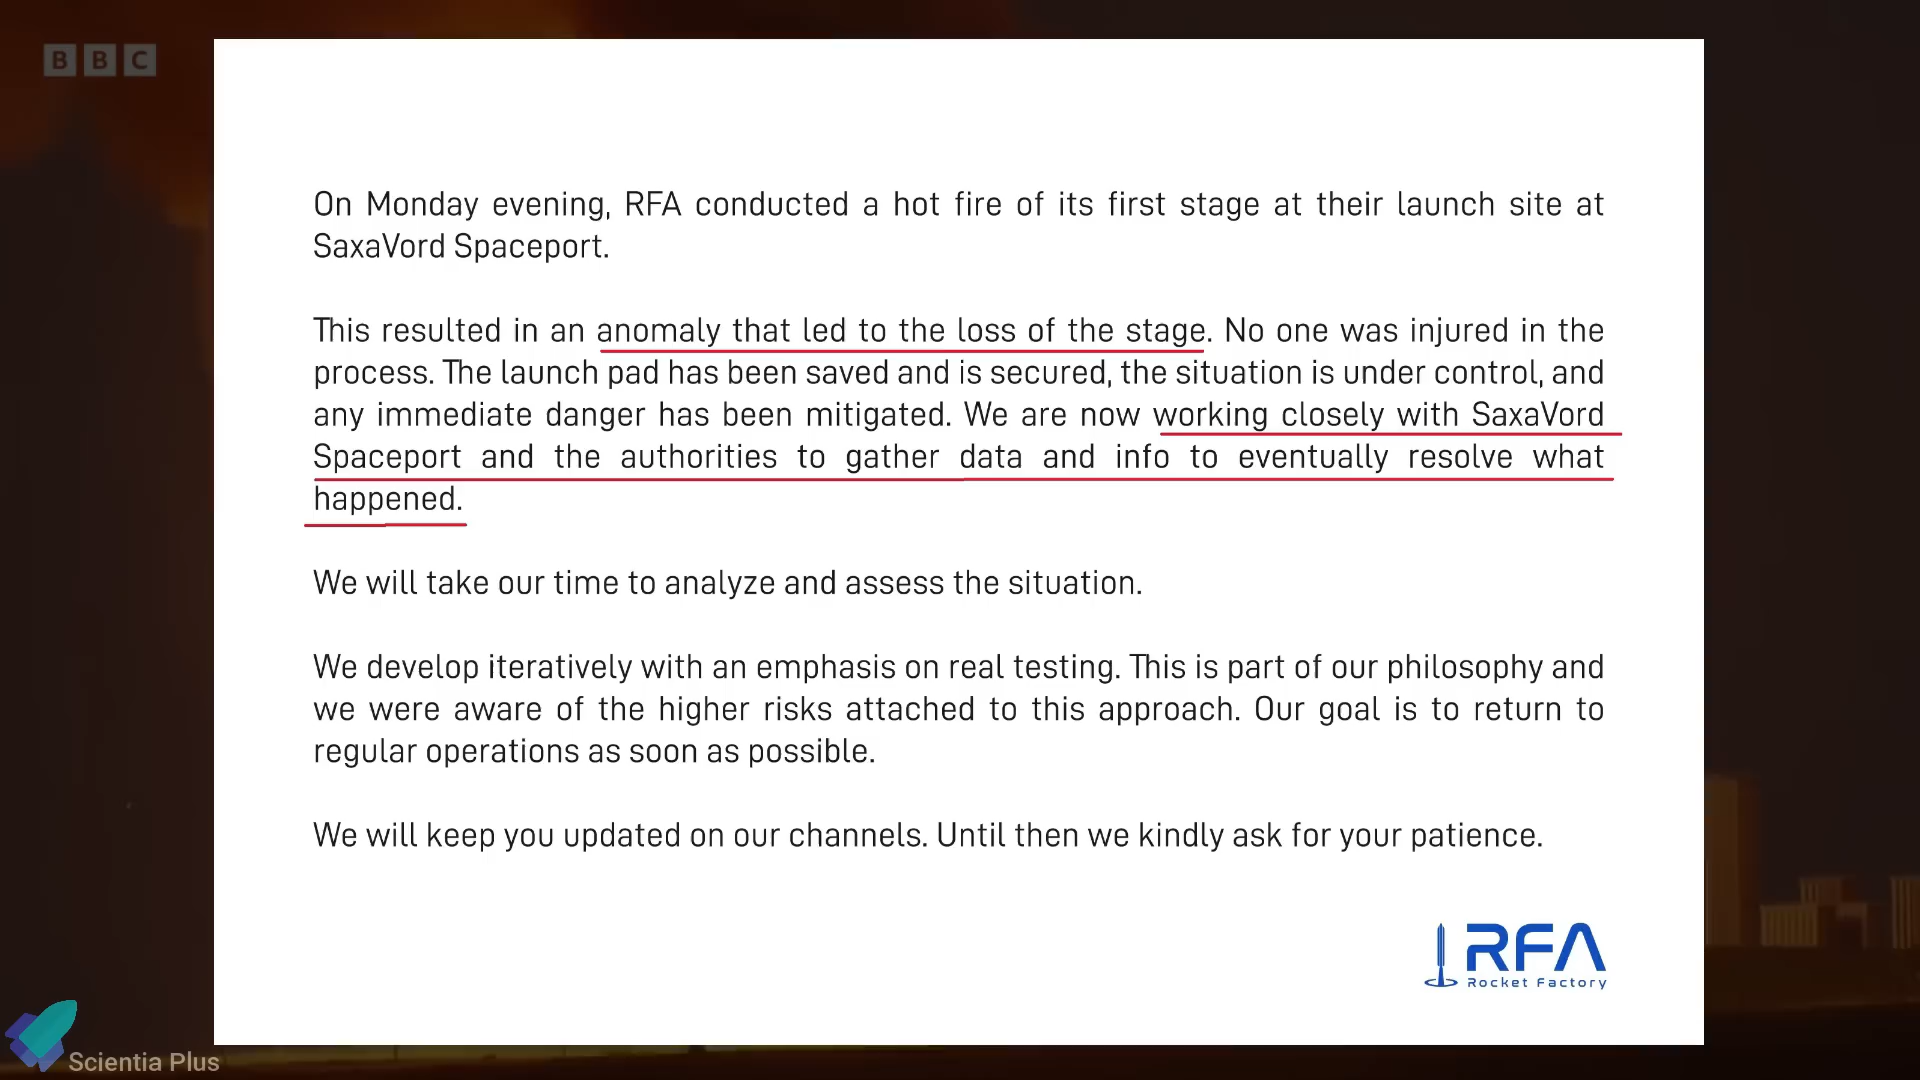 BBC
On Monday evening, RFA conducted a hot fire of its first stage at their launch site at
SaxaVord Spaceport.
This resulted in an anomaly that led to the loss of the stage. No one was injured in the
process. The launch pad has been saved and is secured, the situation is under control, and
any immediate danger has been mitigated. We are now working closely with SaxaVord
Spaceport and the authorities to gather data and info to eventually resolve what
happened.
We will take our time to analyze and assess the situation.
We develop iteratively with an emphasis on real testing. This is part of our philosophy and
we were aware of the higher risks attached to this approach. Our goal is to return to
regular operations as soon as possible.
We will keep you updated on our channels. Until then we kindly ask for your patience.
RFA
Rocket Factory
Scientia Plus